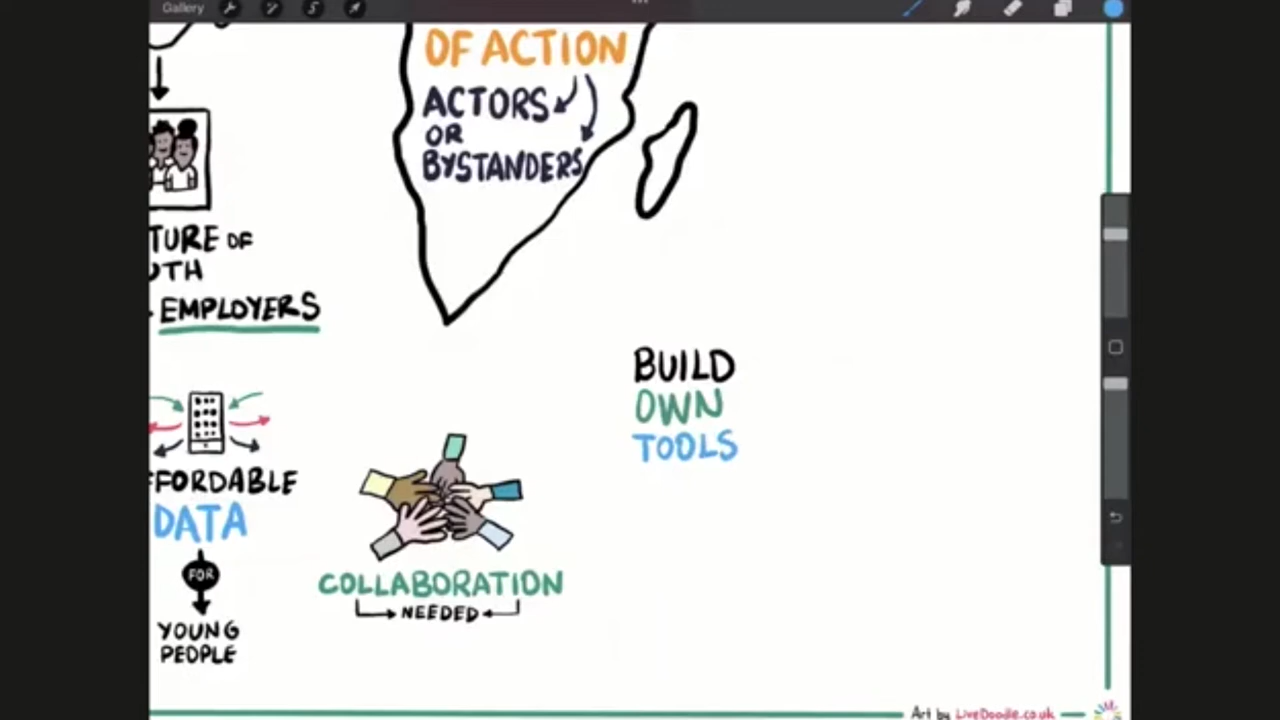 Gallery
OF ACTION
ACTORS
OR
BYSTANDERS
TURE OF
UTH
EMPLOYERS
FFORDABLE
DATA
FOR
YOUNG
PEOPLE
COLLABORATION
NEEDED
BUILD
OWN
TOOLS
Art by LiveDoodle.co.uk